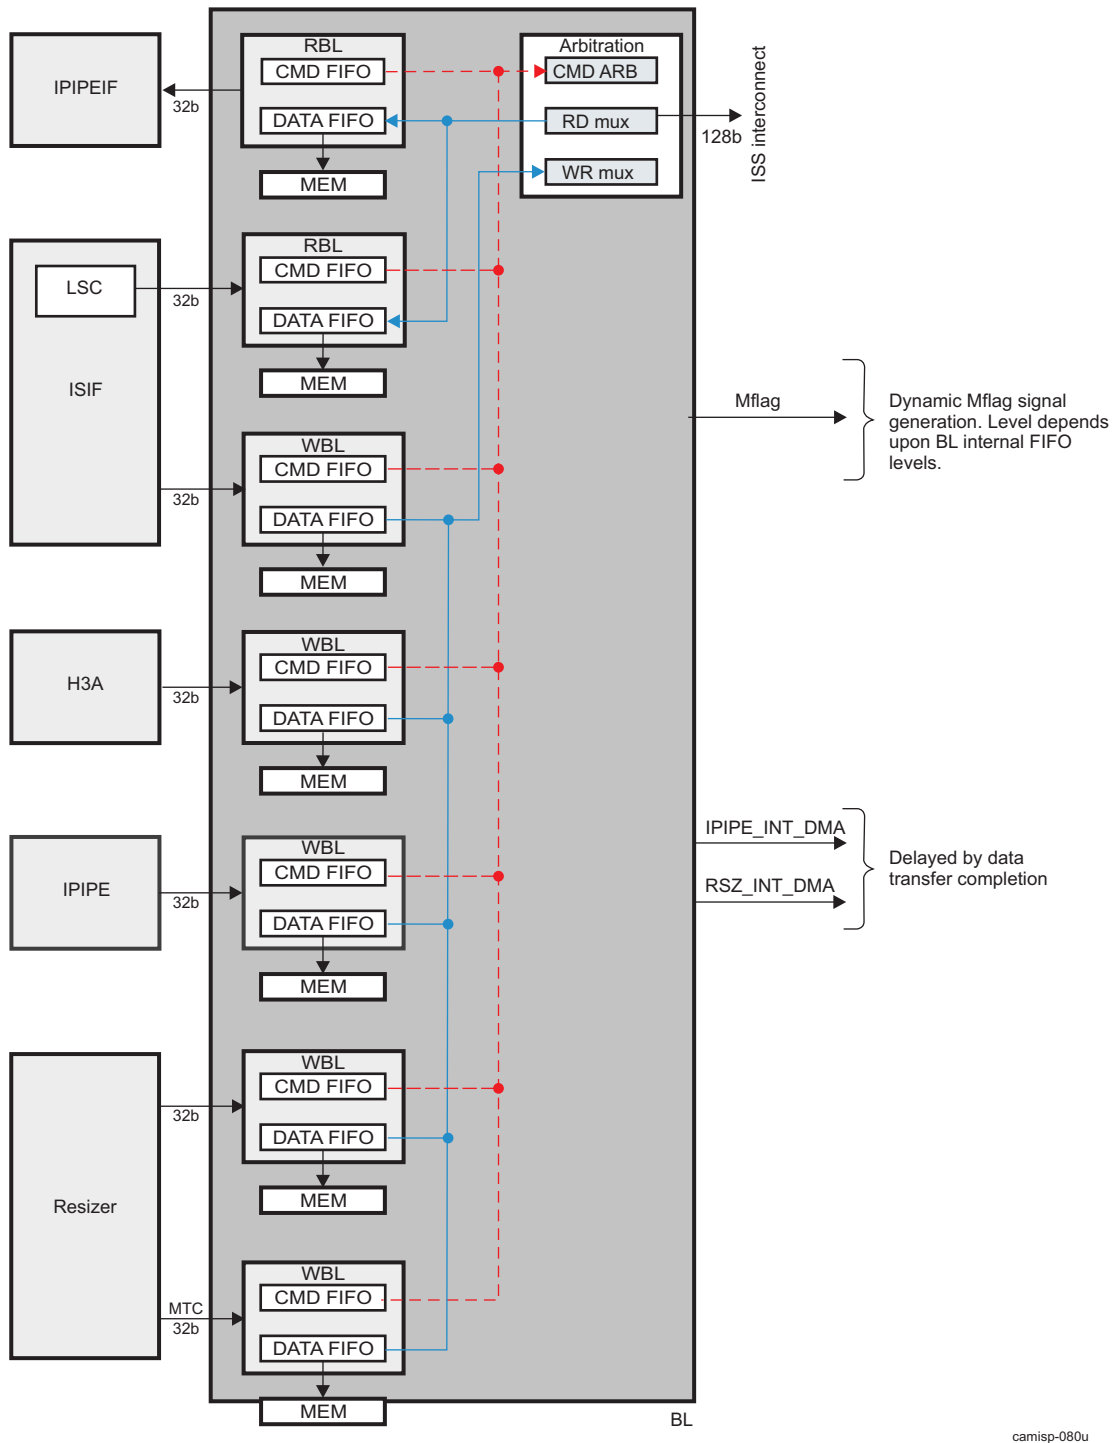 IPIPEIF
32b
RBL
CMD FIFO
DATA FIFO
MEM
Arbitration
CMD ARB
RD mux
WR mux
128b
ISS interconnect
LSC
ISIF
32b
RBL
CMD FIFO
DATA FIFO
MEM
32b
WBL
CMD FIFO
DATA FIFO
MEM
Mflag
Dynamic Mflag signal
generation. Level depends
upon BL internal FIFO
levels.
H3A
32b
WBL
CMD FIFO
DATA FIFO
MEM
IPIPE
32b
WBL
CMD FIFO
DATA FIFO
MEM
IPIPE_INT_DMA
RSZ_INT_DMA
Delayed by data
transfer completion
Resizer
32b
WBL
CMD FIFO
DATA FIFO
MEM
MTC
32b
WBL
CMD FIFO
DATA FIFO
MEM
BL
camisp-080u